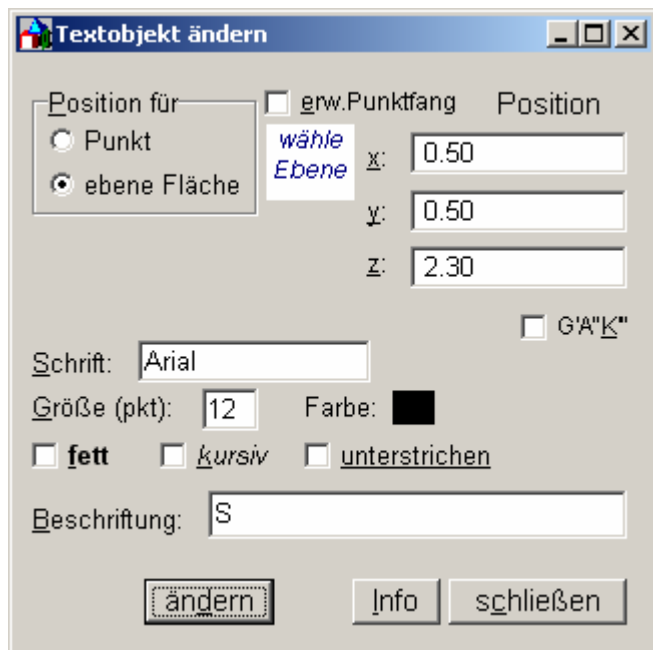 Textobjekt ändern
Position für
erw.Punktfang
Position
Punkt
ebene Fläche
wähle
Ebene
x: 0.50
y: 0.50
z: 2.30
G'A"K'"
Schrift: Arial
Größe (pkt): 12 Farbe:
fett kursiv unterstrichen
Beschriftung: S
ändern Info schließen